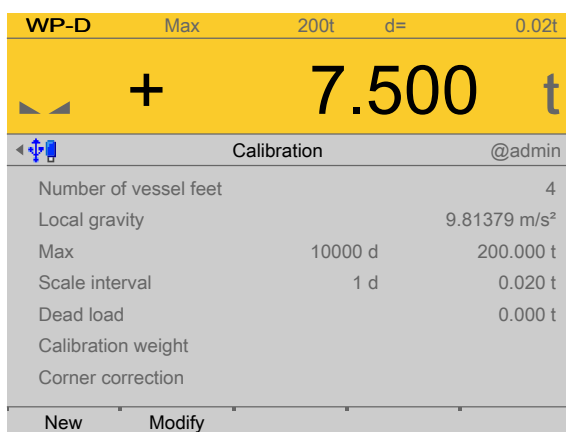 WP-D Max 200t d= 0.02t
+ 7.500 t
Calibration @admin
Number of vessel feet 4
Local gravity 9.81379 m/s²
Max 10000 d 200.000 t
Scale interval 1 d 0.020 t
Dead load 0.000 t
Calibration weight
Corner correction
New Modify